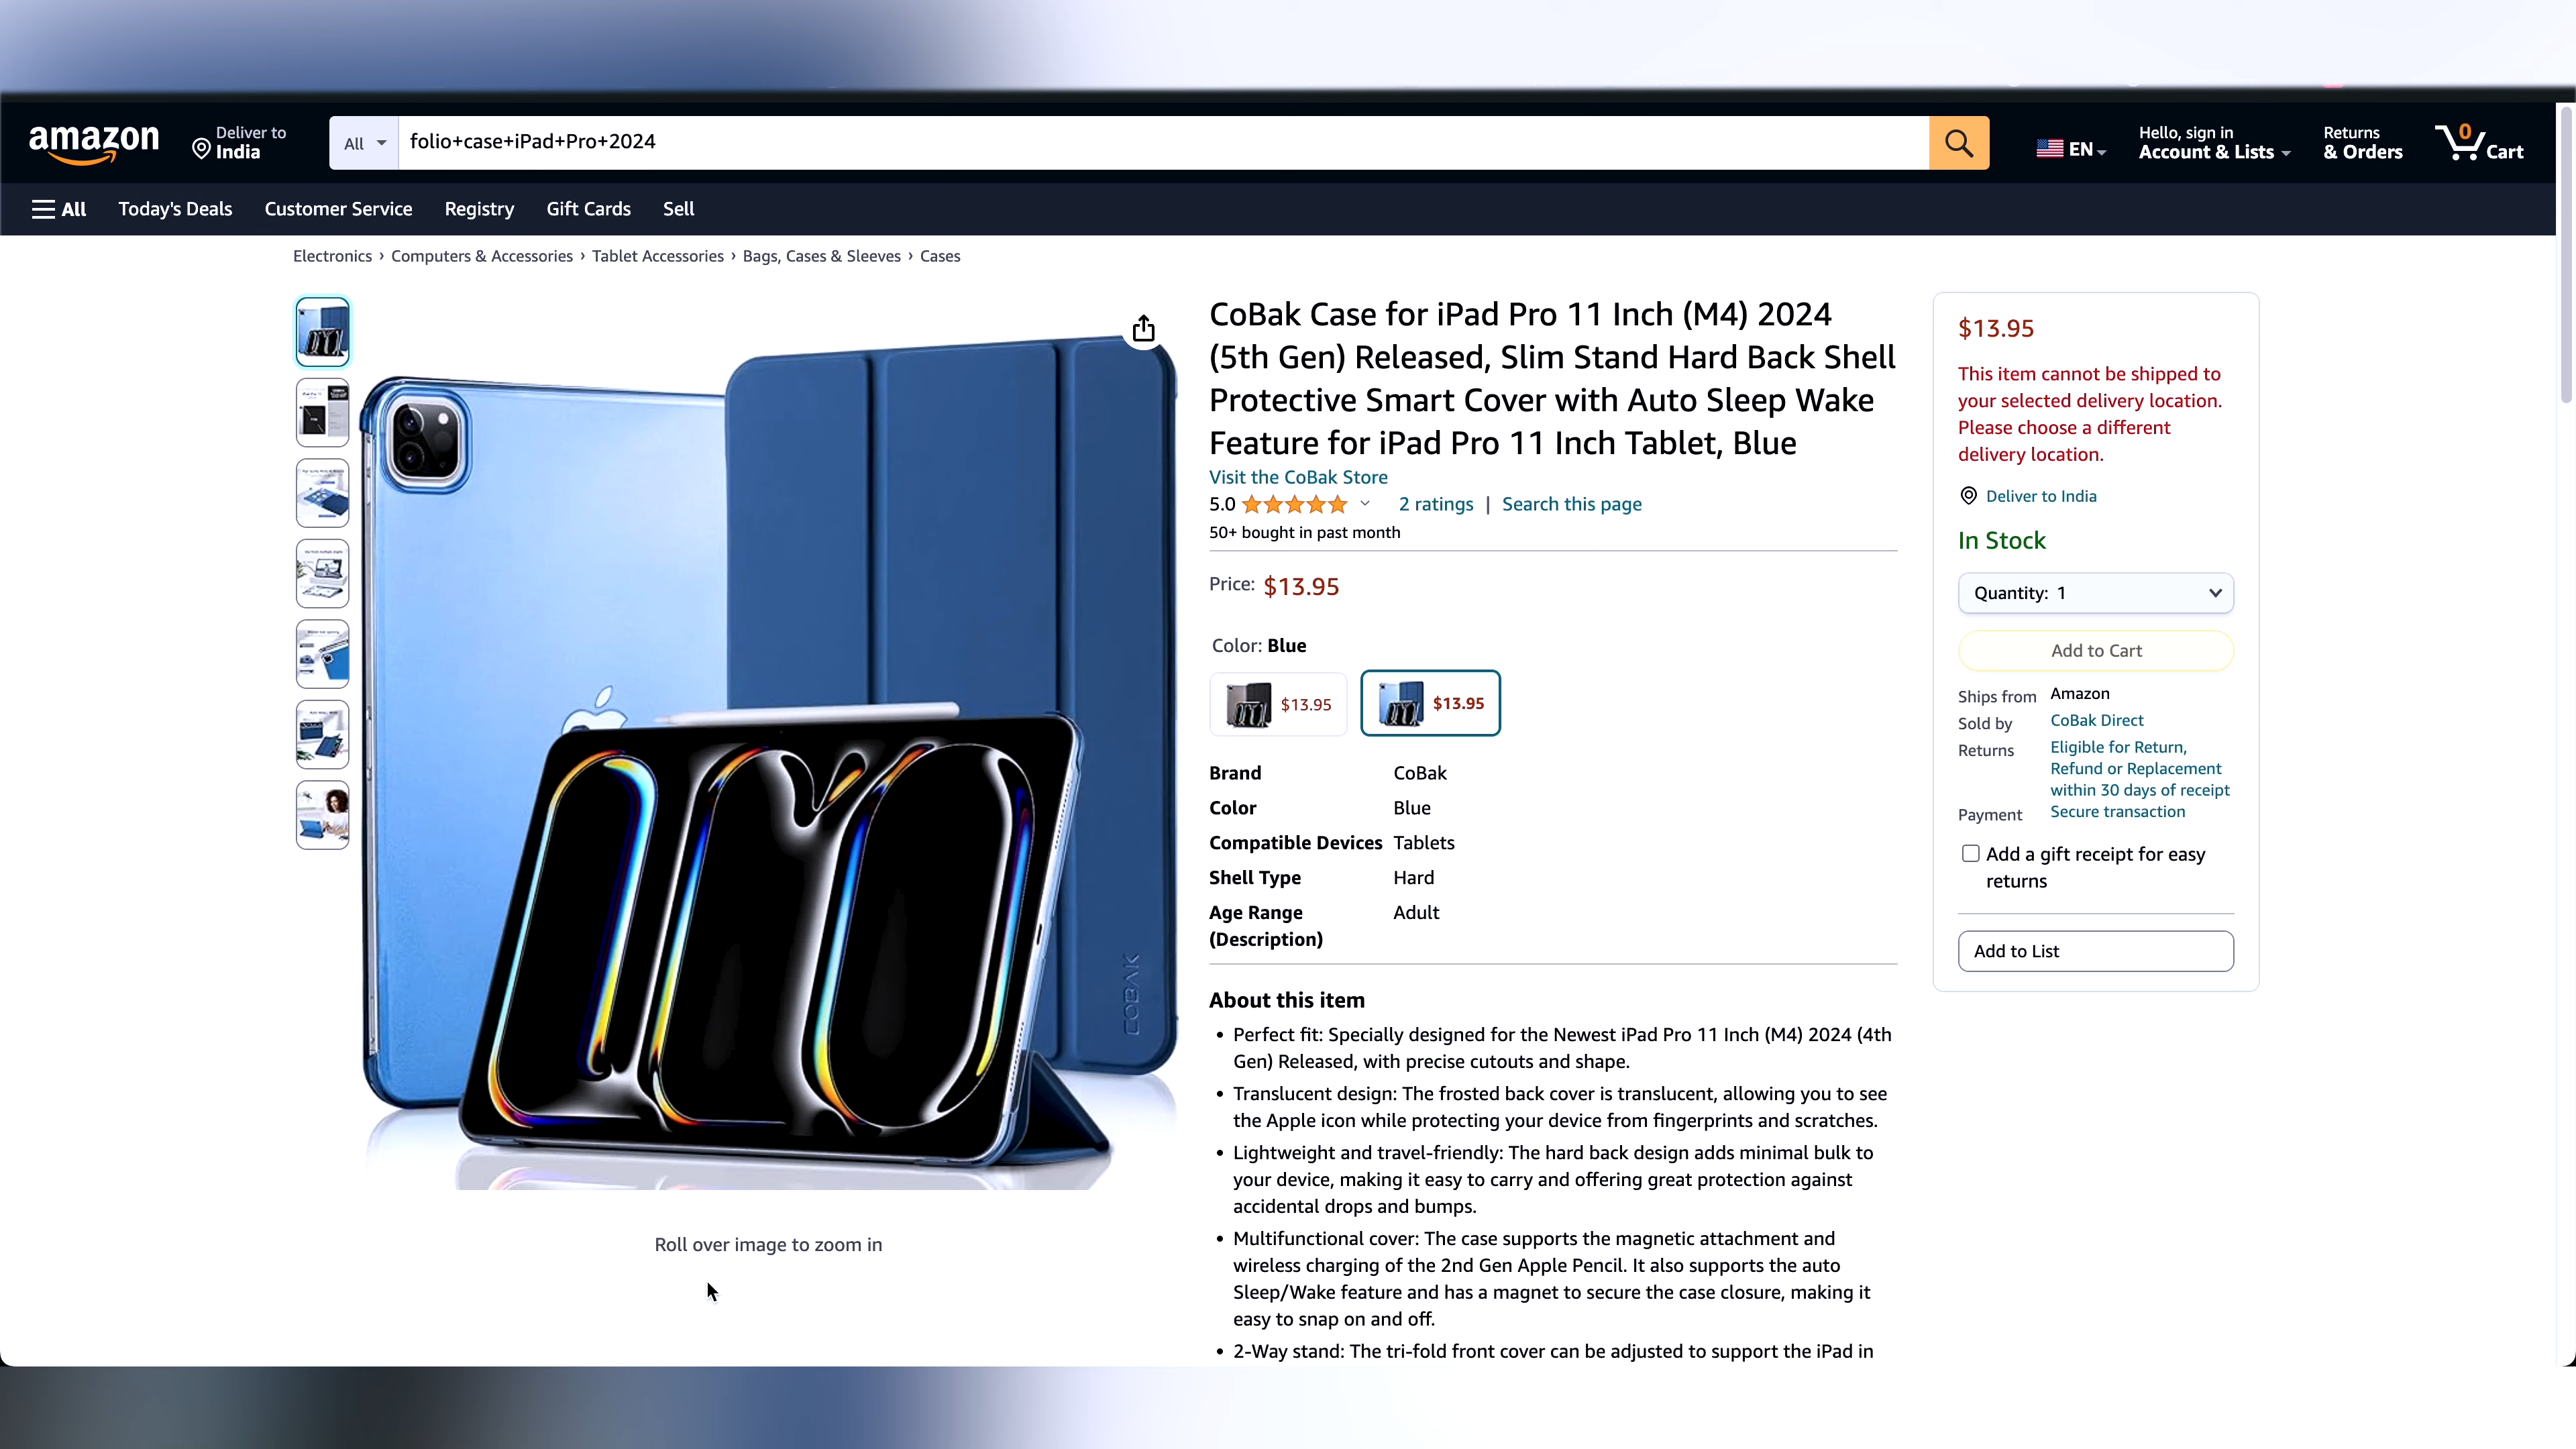 amazon
Deliver to
India
All
folio+case+iPad+Pro+2024
EN
Hello, sign in
Account & Lists
Returns
& Orders
0
Cart
All
Today's Deals
Customer Service
Registry
Gift Cards
Sell
Electronics › Computers & Accessories › Tablet Accessories › Bags, Cases & Sleeves › Cases
COBAK
Roll over image to zoom in
CoBak Case for iPad Pro 11 Inch (M4) 2024
(5th Gen) Released, Slim Stand Hard Back Shell
Protective Smart Cover with Auto Sleep Wake
Feature for iPad Pro 11 Inch Tablet, Blue
Visit the CoBak Store
5.0 2 ratings | Search this page
50+ bought in past month
Price: $13.95
Color: Blue
$13.95 $13.95
Brand CoBak
Color Blue
Compatible Devices Tablets
Shell Type Hard
Age Range Adult
(Description)
About this item
• Perfect fit: Specially designed for the Newest iPad Pro 11 Inch (M4) 2024 (4th
Gen) Released, with precise cutouts and shape.
• Translucent design: The frosted back cover is translucent, allowing you to see
the Apple icon while protecting your device from fingerprints and scratches.
• Lightweight and travel-friendly: The hard back design adds minimal bulk to
your device, making it easy to carry and offering great protection against
accidental drops and bumps.
• Multifunctional cover: The case supports the magnetic attachment and
wireless charging of the 2nd Gen Apple Pencil. It also supports the auto
Sleep/Wake feature and has a magnet to secure the case closure, making it
easy to snap on and off.
• 2-Way stand: The tri-fold front cover can be adjusted to support the iPad in
$13.95
This item cannot be shipped to
your selected delivery location.
Please choose a different
delivery location.
Deliver to India
In Stock
Quantity: 1
Add to Cart
Ships from Amazon
Sold by CoBak Direct
Returns Eligible for Return,
Refund or Replacement
within 30 days of receipt
Payment Secure transaction
Add a gift receipt for easy
returns
Add to List